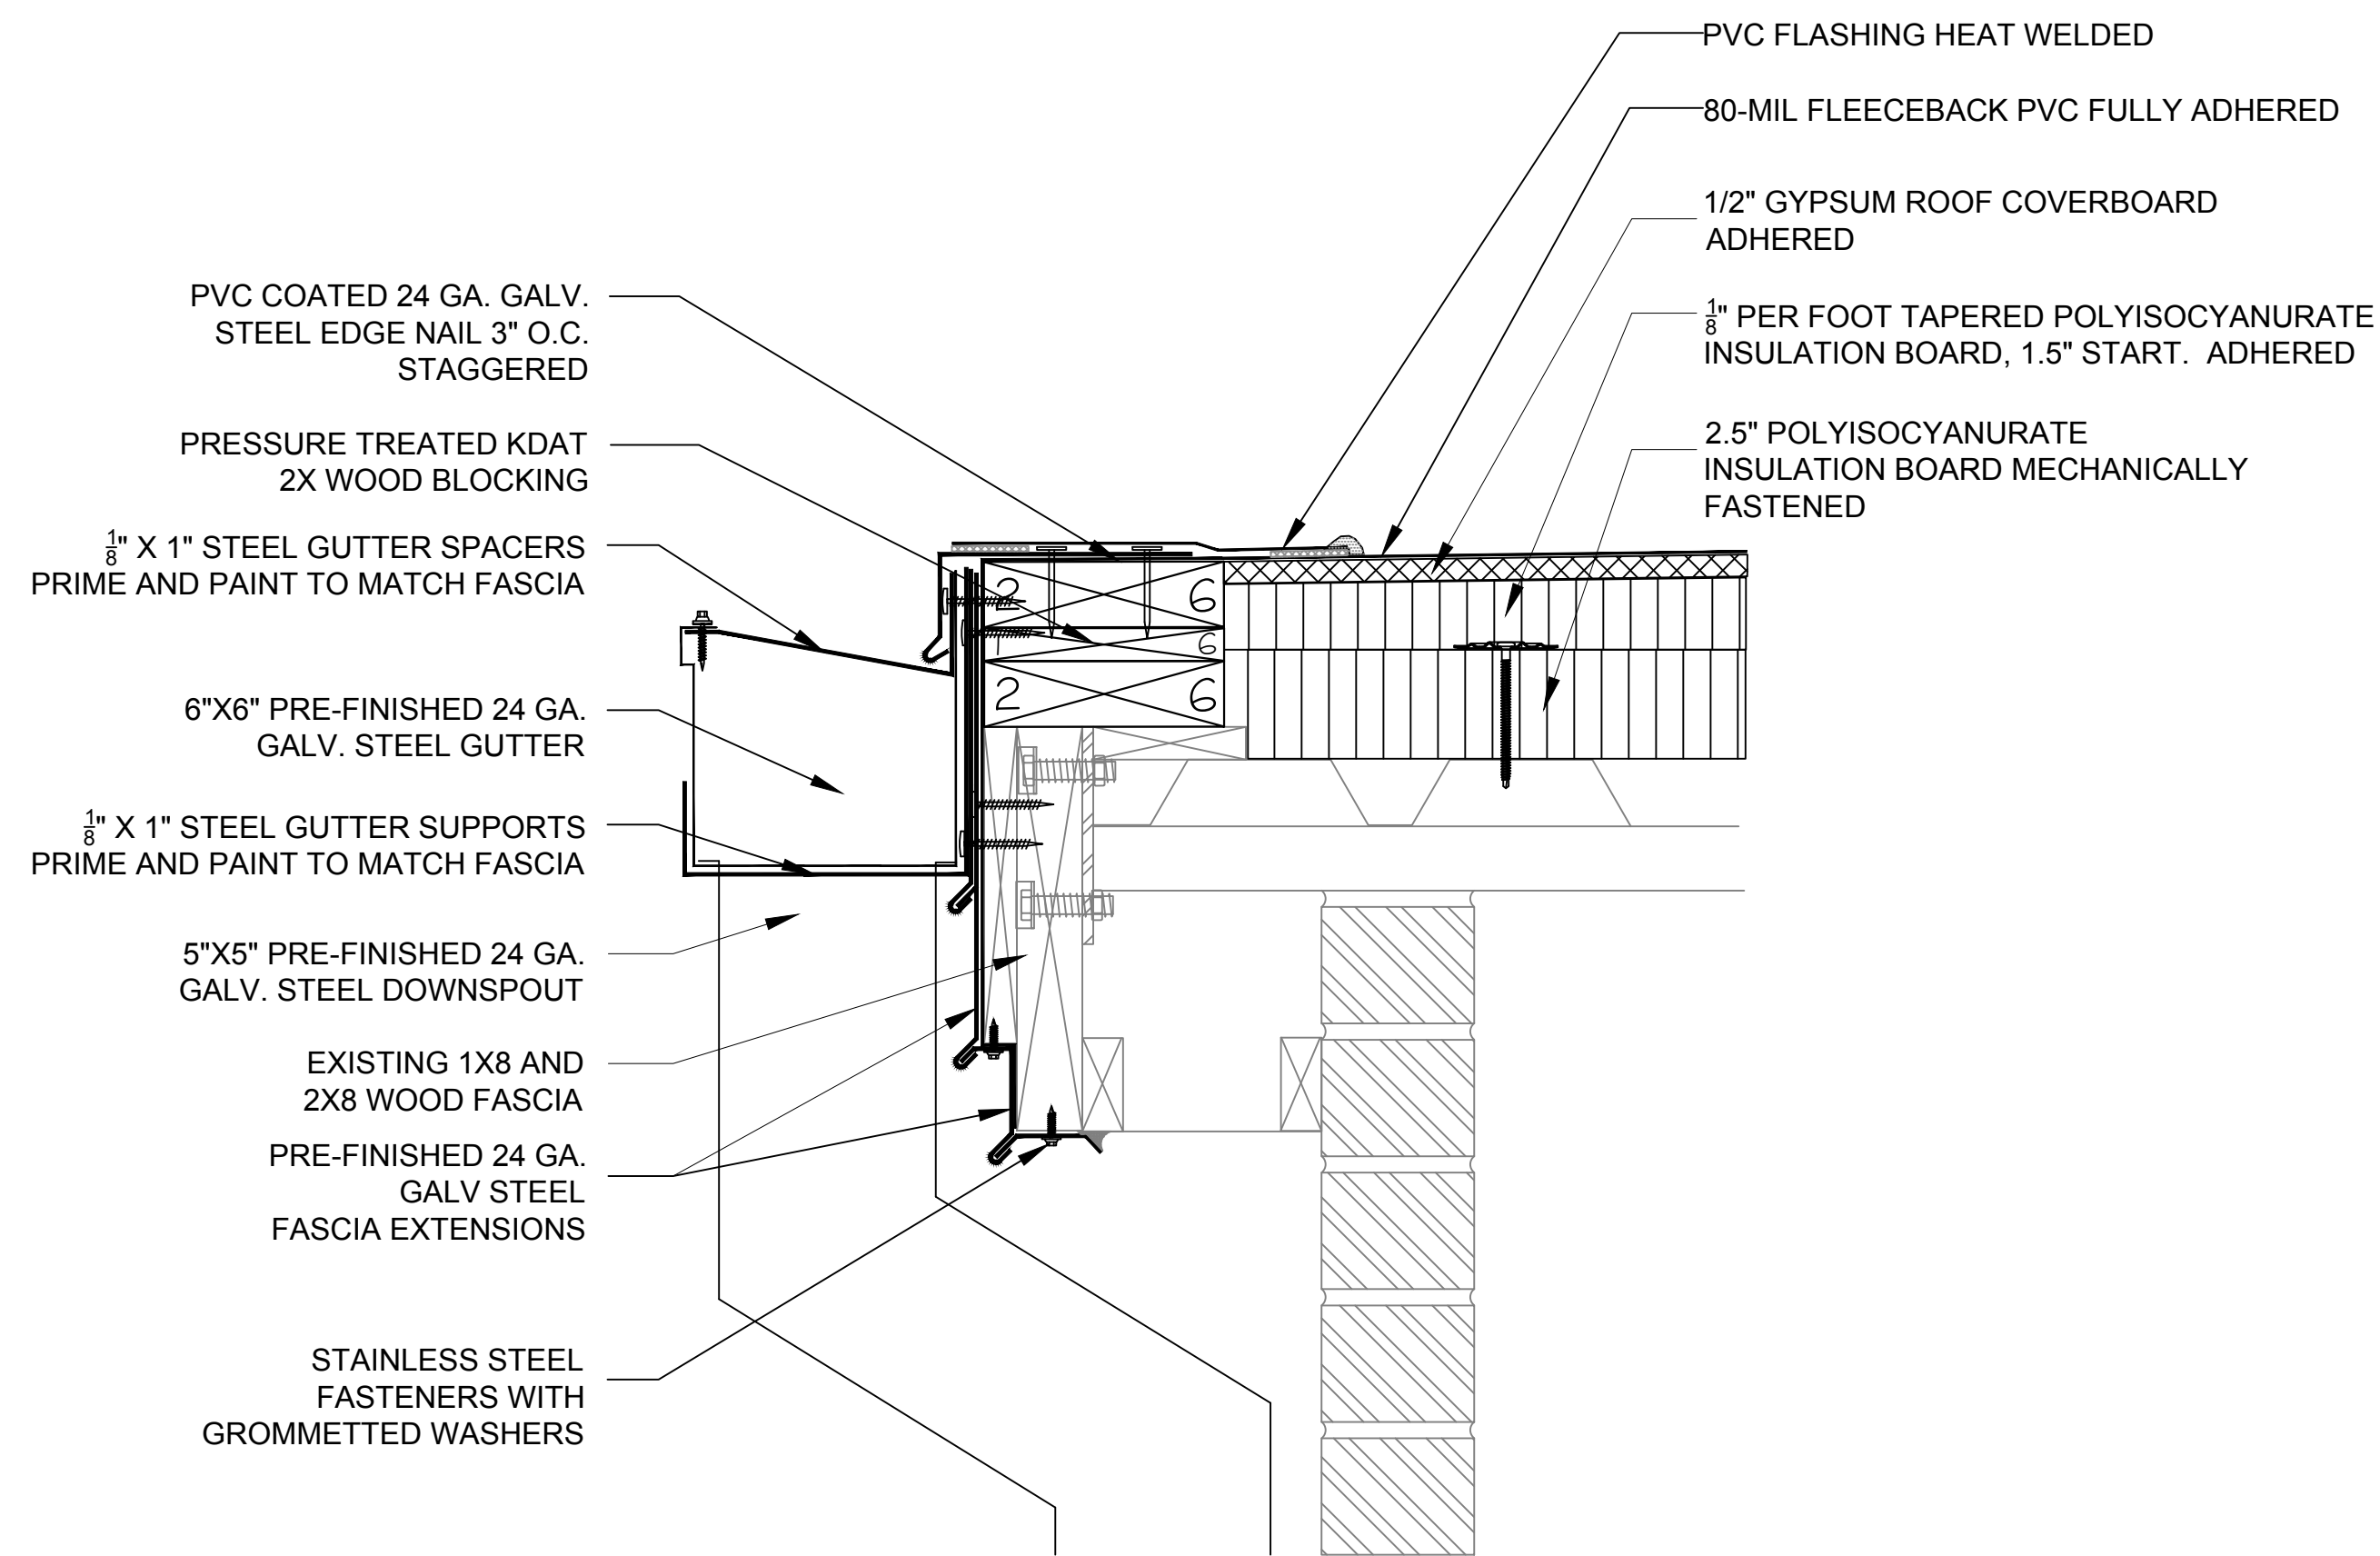 PVC FLASHING HEAT WELDED
80-MIL FLEECEBACK PVC FULLY ADHERED
1/2" GYPSUM ROOF COVERBOARD
ADHERED
1/8" PER FOOT TAPERED POLYISOCYANURATE
INSULATION BOARD, 1.5" START. ADHERED
2.5" POLYISOCYANURATE
INSULATION BOARD MECHANICALLY
FASTENED
PVC COATED 24 GA. GALV.
STEEL EDGE NAIL 3" O.C.
STAGGERED
PRESSURE TREATED KDAT
2X WOOD BLOCKING
1/8" X 1" STEEL GUTTER SPACERS
PRIME AND PAINT TO MATCH FASCIA
6"X6" PRE-FINISHED 24 GA.
GALV. STEEL GUTTER
1/8" X 1" STEEL GUTTER SUPPORTS
PRIME AND PAINT TO MATCH FASCIA
5"X5" PRE-FINISHED 24 GA.
GALV. STEEL DOWNSPOUT
EXISTING 1X8 AND
2X8 WOOD FASCIA
PRE-FINISHED 24 GA.
GALV STEEL
FASCIA EXTENSIONS
STAINLESS STEEL
FASTENERS WITH
GROMMETTED WASHERS
2 6
1 6
2 6